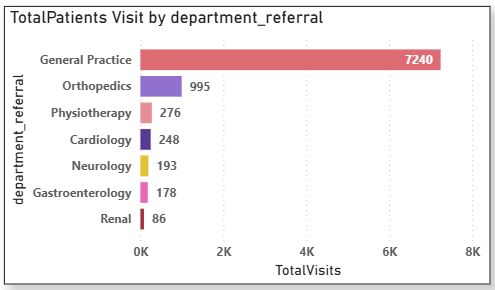 TotalPatients Visit by department_referral
department_referral
General Practice 7240
Orthopedics 995
Physiotherapy 276
Cardiology 248
Neurology 193
Gastroenterology 178
Renal 86
0K 2K 4K 6K 8K
TotalVisits